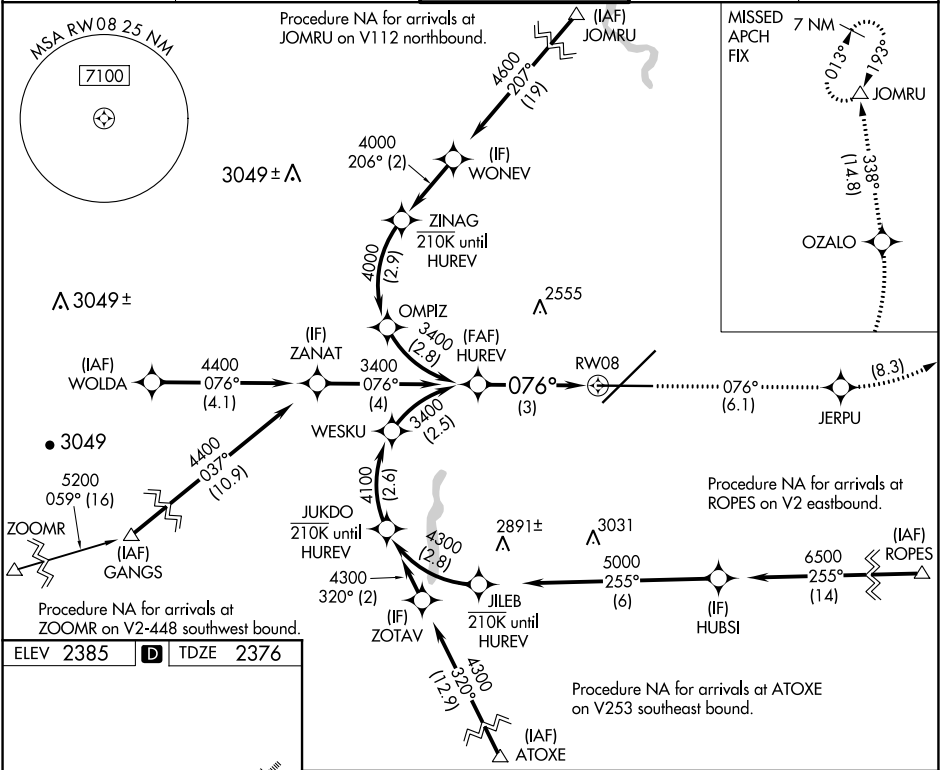 MSA RW08 25 NM
7100
Procedure NA for arrivals at
JOMRU on V112 northbound.
(IAF)
JOMRU
4600
207°
(19)
MISSED
APCH
FIX
7 NM
013°
193°
JOMRU
338°
(14.8)
OZALO
3049±
4000
206° (2)
(IF)
WONEV
ZINAG
210K until
HUREV
4000
(2.9)
3049±
OMPIZ
2555
3400
(2.8)
(IAF)
WOLDA
4400
076°
(4.1)
(IF)
ZANAT
3400
076°
(4)
(FAF)
HUREV
076°
(3)
RW08
076°
(6.1)
JERPU
(8.3)
WESKU
3400
(2.5)
3049
4400
037°
(10.9)
5200
059° (16)
ZOOMR
(IAF)
GANGS
4100
(2.6)
JUKDO
210K until
HUREV
Procedure NA for arrivals at
ROPES on V2 eastbound.
2891±
3031
4300
(2.8)
4300
320° (2)
(IF)
ZOTAV
JILEB
210K until
HUREV
5000
255°
(6)
(IF)
HUBSI
6500
255°
(14)
(IAF)
ROPES
Procedure NA for arrivals at
ZOOMR on V2-448 southwest bound.
4300
320°
(12.9)
(IAF)
ATOXE
Procedure NA for arrivals at ATOXE
on V253 southeast bound.
ELEV 2385 D TDZE 2376